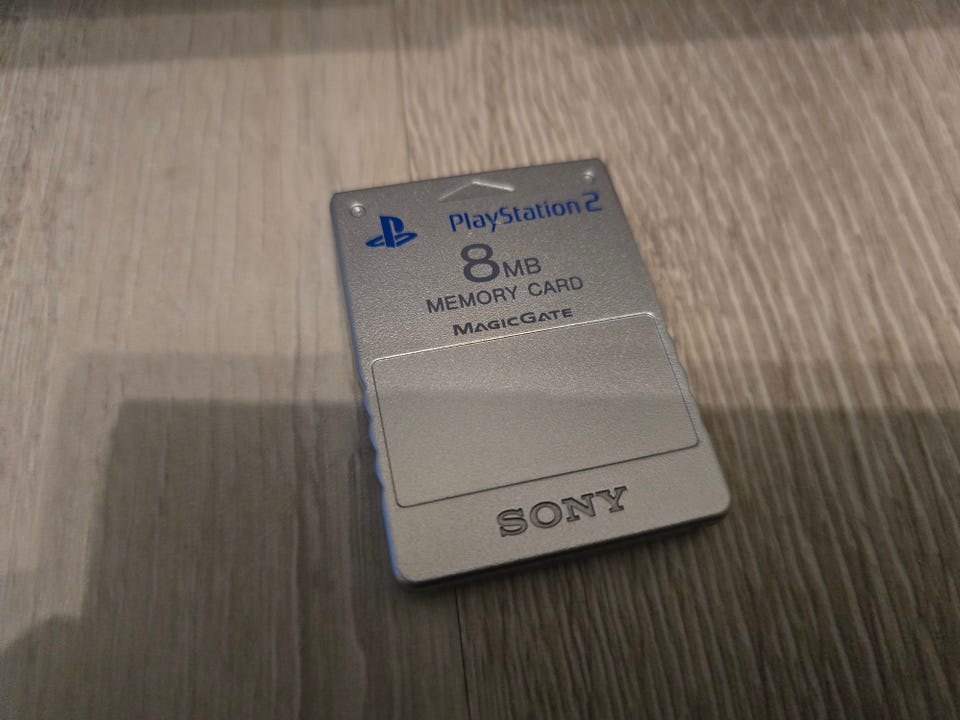 PlayStation 2
8MB
MEMORY CARD
MAGICGATE
SONY